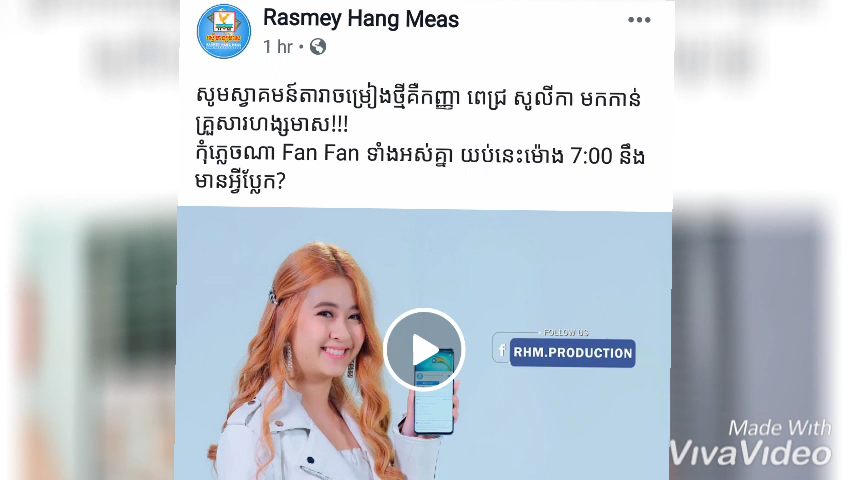 Rasmey Hang Meas
1 hr
សូមស្វាគមន៍តារាចម្រៀងថ្មីគឺកញ្ញា ពេជ្រ សូលីកា មកកាន់
គ្រួសារហង្សមាស!!!
កុំភ្លេចណា Fan Fan ទាំងអស់គ្នា យប់នេះម៉ោង 7:00 នឹង
មានអ្វីប្លែក?
FOLLOW US
f RHM.PRODUCTION
Made With
VivaVideo